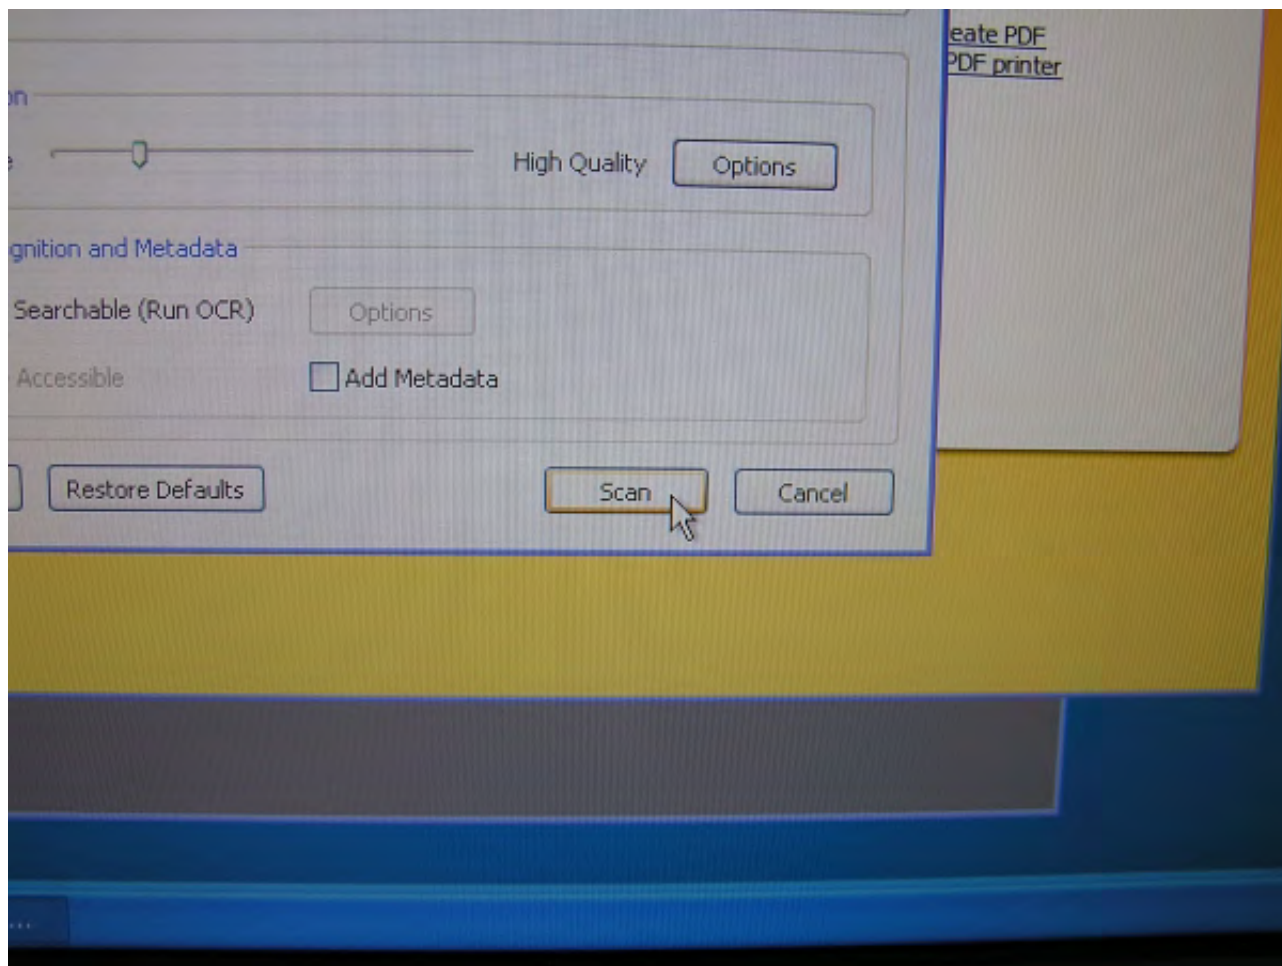 eate PDF
PDF printer
on
e
High Quality
Options
gnition and Metadata
Searchable (Run OCR)
Options
Accessible
Add Metadata
Restore Defaults
Scan
Cancel
...